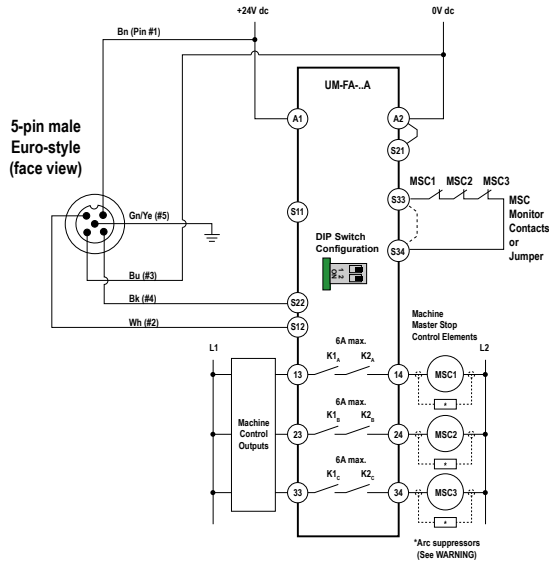 +24V dc
0V dc
Bn (Pin #1)
UM-FA-..A
A1
A2
5-pin male
Euro-style
(face view)
S21
MSC1 MSC2 MSC3
S33
MSC
Monitor
Contacts
or
Jumper
Gn/Ye (#5)
S11
DIP Switch
Configuration
S34
1 2
ON
Bu (#3)
Bk (#4)
S22
Wh (#2)
S12
Machine
Master Stop
Control Elements
L1
L2
6A max.
K1A K2A
13
14
MSC1
*
Machine
Control
Outputs
6A max.
K1B K2B
23
24
MSC2
*
6A max.
K1C K2C
33
34
MSC3
*
*Arc suppressors
(See WARNING)